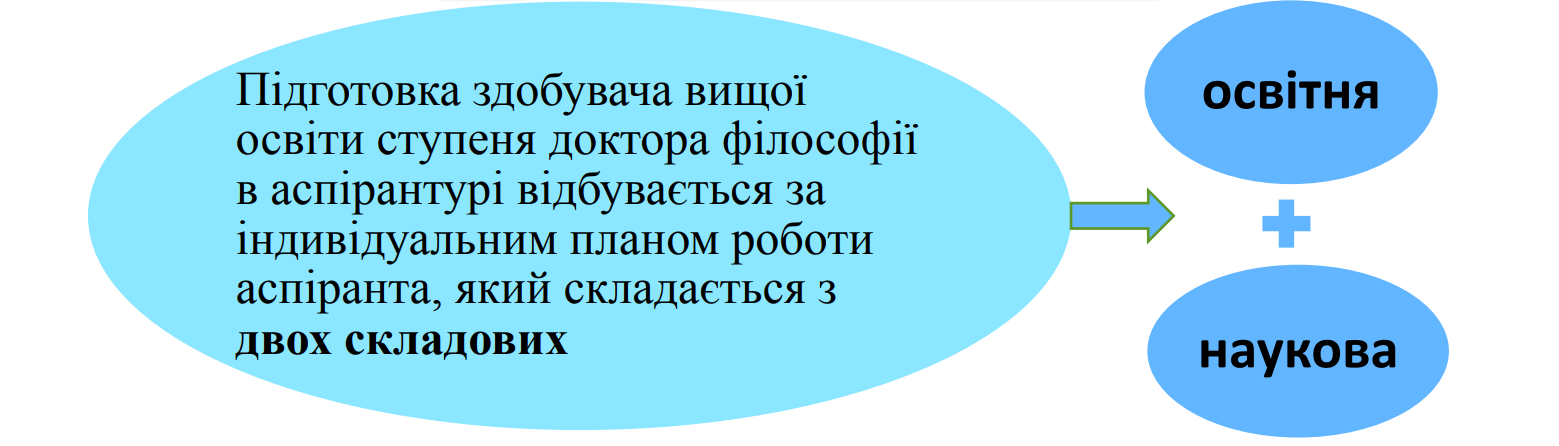 Підготовка здобувача вищої
освіти ступеня доктора філософії
в аспірантурі відбувається за
індивідуальним планом роботи
аспіранта, який складається з
двох складових
освітня
наукова